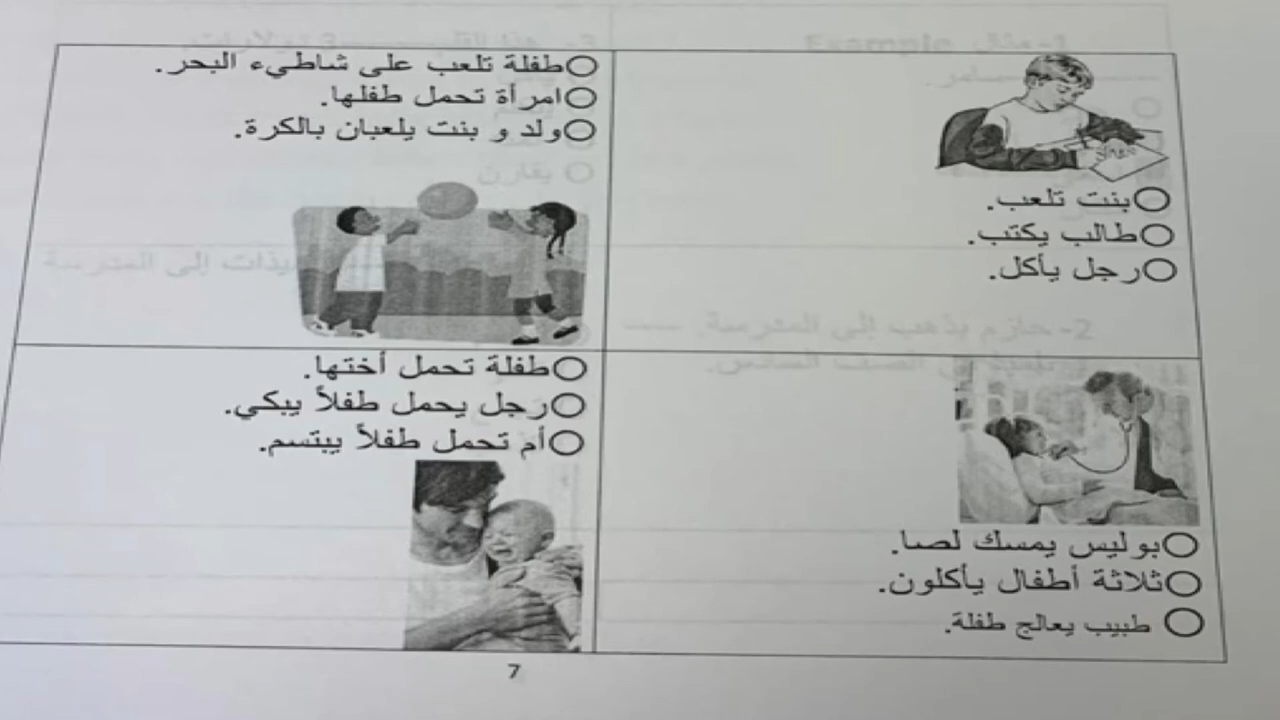 بنت تلعب.
طالب يكتب.
رجل يأكل.
طفلة تلعب على شاطيء البحر.
امرأة تحمل طفلها.
ولد و بنت يلعبان بالكرة.
بوليس يمسك لصا.
ثلاثة أطفال يأكلون.
طبيب يعالج طفلة.
طفلة تحمل أختها.
رجل يحمل طفلاً يبكي.
أم تحمل طفلاً يبتسم.
7